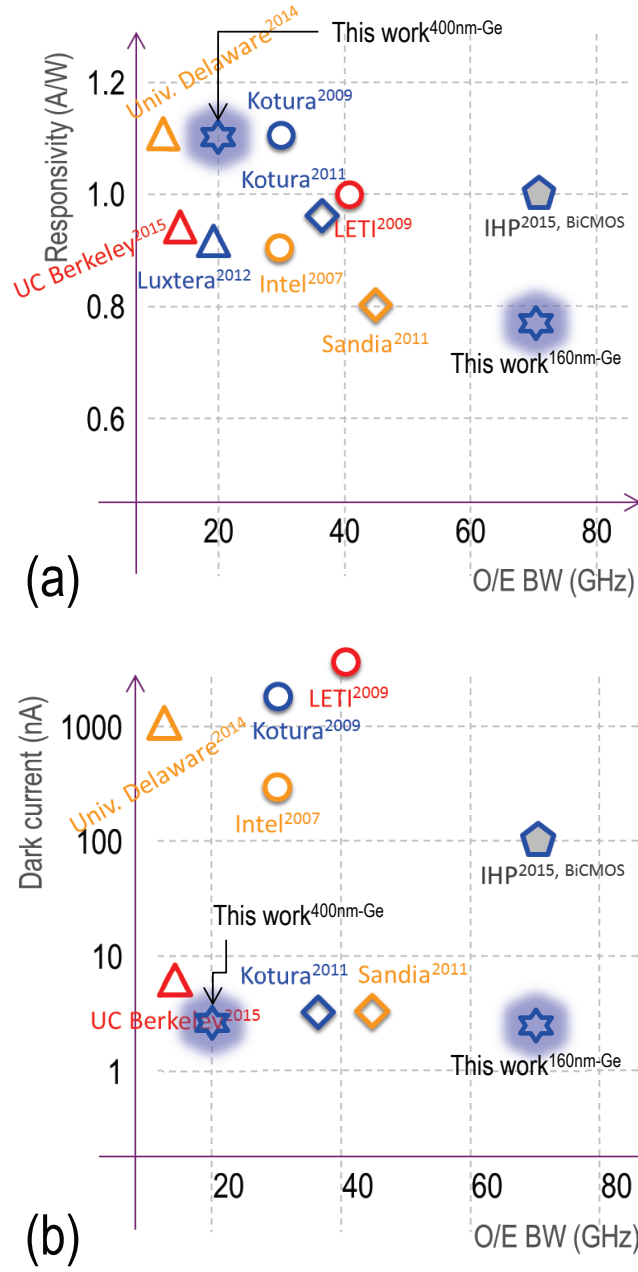 This work400nm-Ge
Univ. Delaware2014
Responsivity (A/W)
1.2
Kotura2009
Kotura2011
1.0
LETI2009
IHP2015, BiCMOS
UC Berkeley2015
Luxtera2012
Intel2007
0.8
Sandia2011
This work160nm-Ge
0.6
20
40
60
80
(a)
O/E BW (GHz)
LETI2009
Kotura2009
1000
Univ. Delaware2014
Dark current (nA)
Intel2007
100
IHP2015, BiCMOS
This work400nm-Ge
10
Kotura2011
Sandia2011
UC Berkeley2015
This work160nm-Ge
1
20
40
60
80
(b)
O/E BW (GHz)